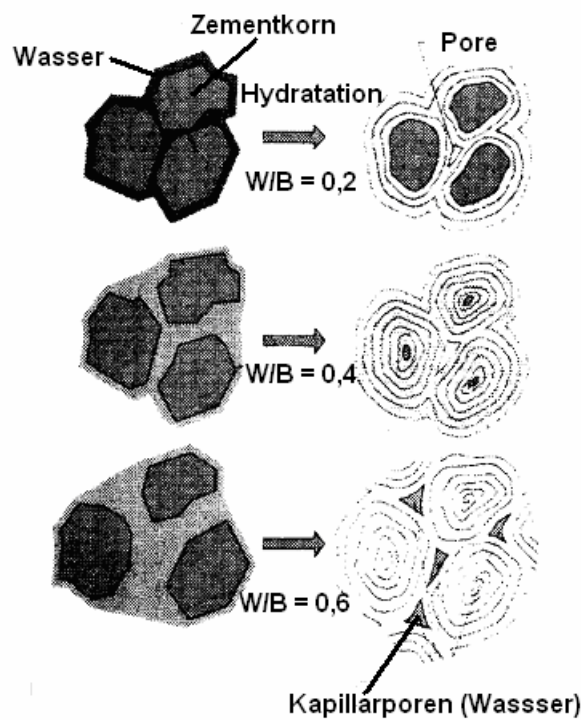 Zementkorn
Wasser
Pore
Hydratation
W/B = 0,2
W/B = 0,4
W/B = 0,6
Kapillarporen (Wassser)